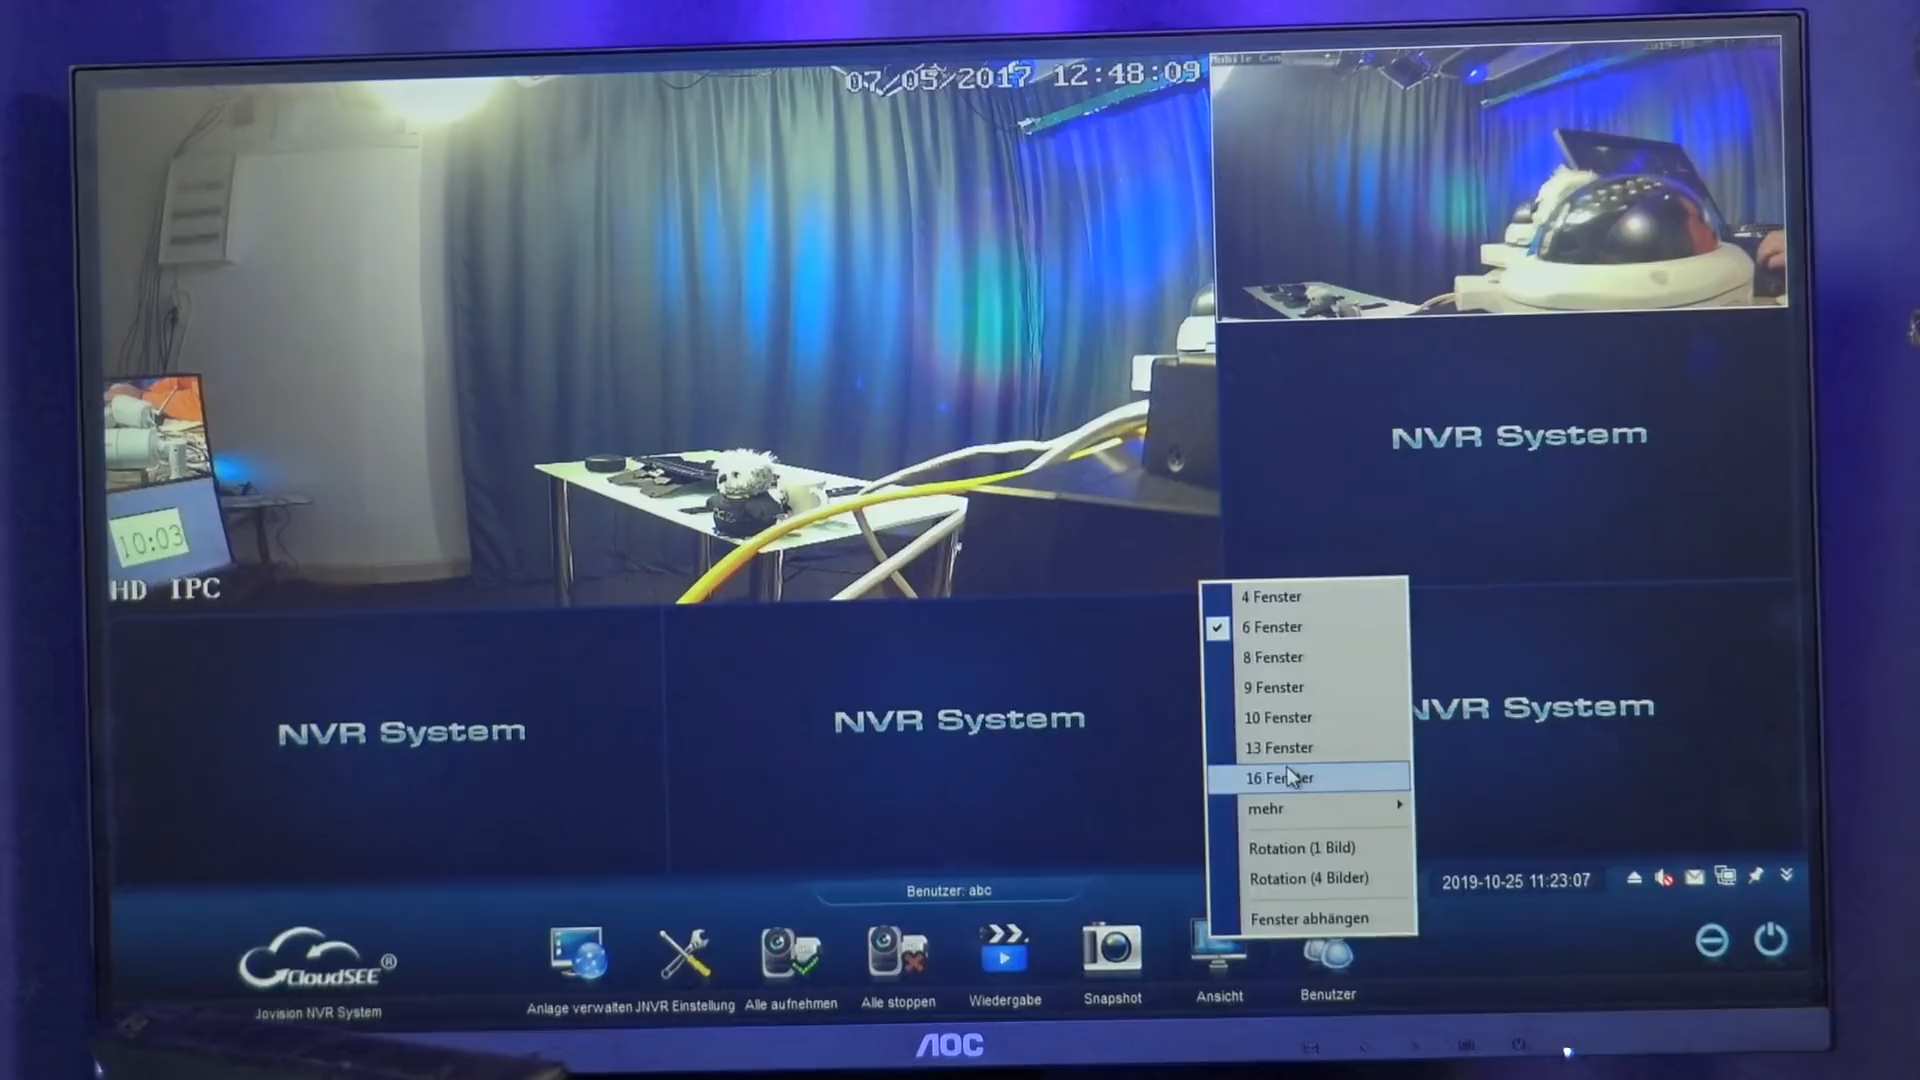 07/05/2017 12:48:09
Mobile Cam
10:03
HD IPC
NVR System
NVR System
NVR System
NVR System
4 Fenster
6 Fenster
8 Fenster
9 Fenster
10 Fenster
13 Fenster
16 Fenster
mehr
Rotation (1 Bild)
Rotation (4 Bilder)
Fenster abhängen
Benutzer: abc
2019-10-25 11:23:07
CloudSEE®
Jovision NVR System
Anlage verwalten
JNVR Einstellung
Alle aufnehmen
Alle stoppen
Wiedergabe
Snapshot
Ansicht
Benutzer
AOC